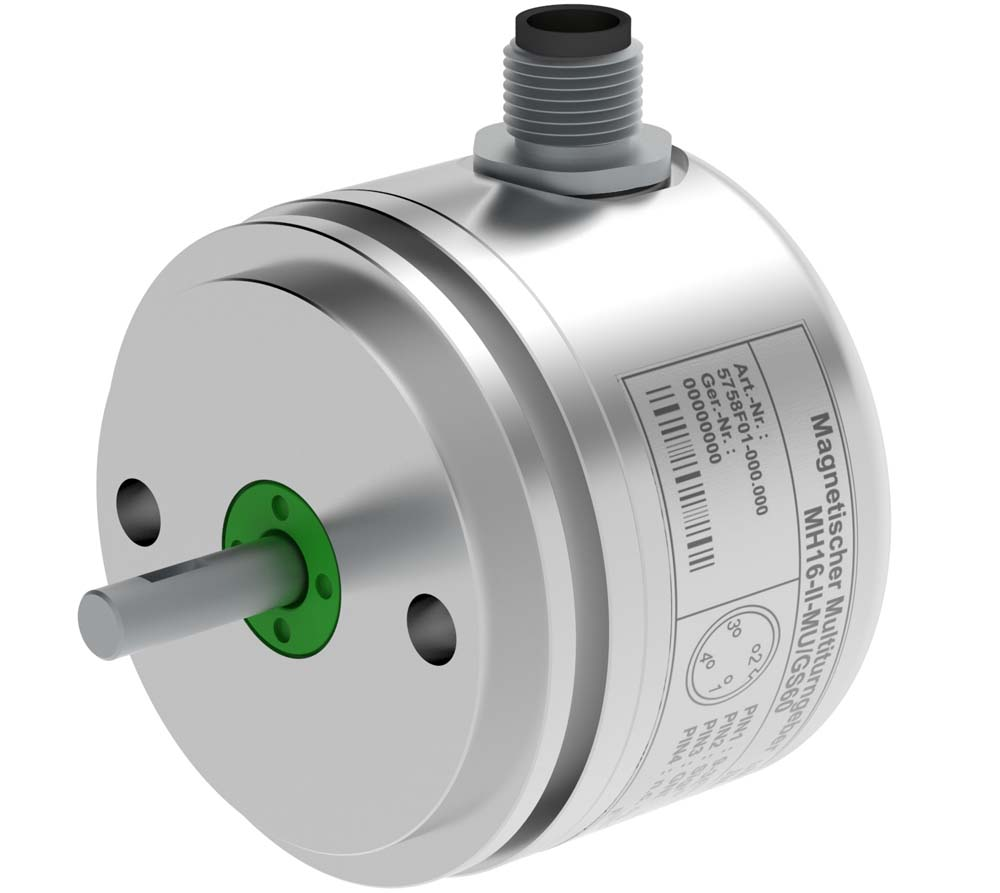 Magnetischer Multiturngeber
MH16-II-MU/GS60
Art.-Nr. :
5758F01-000.000
Ger.-Nr. :
00000000
3
2
4
1
PIN1 :
PIN2 :
PIN3 :
PIN4 :